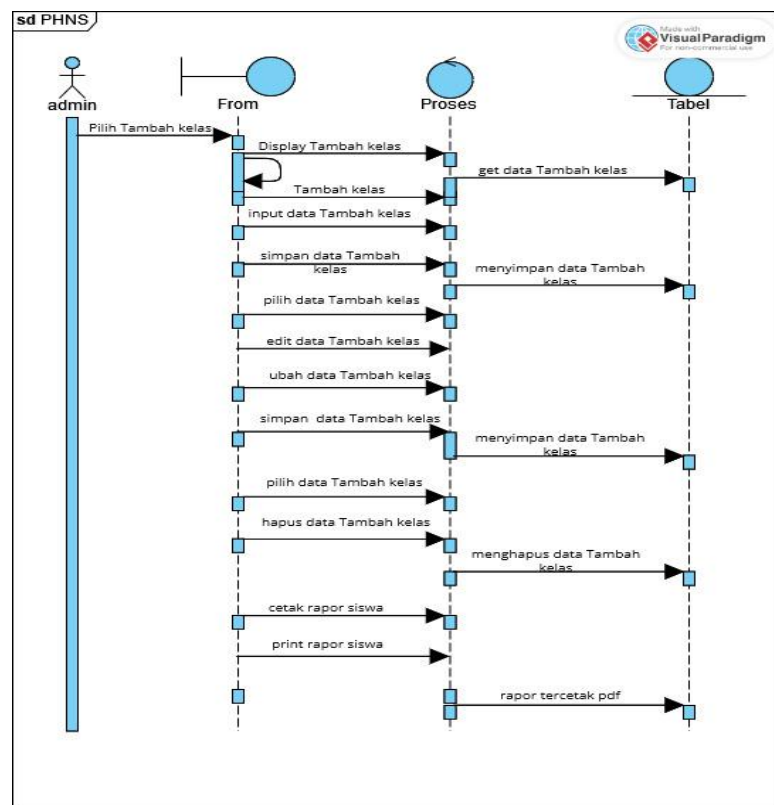 sd PHNS
Made with
Visual Paradigm
For non-commercial use
admin
From
Proses
Tabel
Pilih Tambah kelas
Display Tambah kelas
get data Tambah kelas
Tambah kelas
input data Tambah kelas
simpan data Tambah
kelas
menyimpan data Tambah
kelas
pilih data Tambah kelas
edit data Tambah kelas
ubah data Tambah kelas
simpan data Tambah kelas
menyimpan data Tambah
kelas
pilih data Tambah kelas
hapus data Tambah kelas
menghapus data Tambah
kelas
cetak rapor siswa
print rapor siswa
rapor tercetak pdf